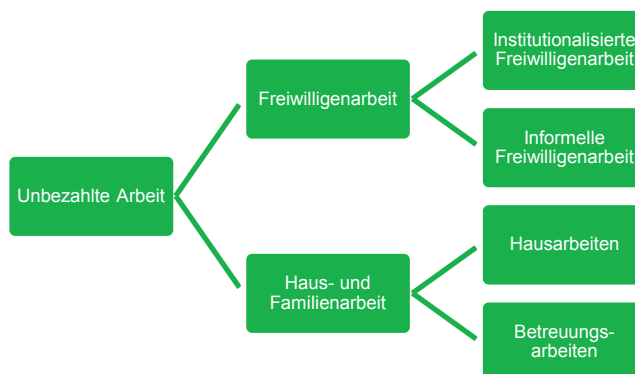 Institutionalisierte
Freiwilligenarbeit
Freiwilligenarbeit
Informelle
Freiwilligenarbeit
Unbezahlte Arbeit
Hausarbeiten
Haus- und
Familienarbeit
Betreuungs-
arbeiten